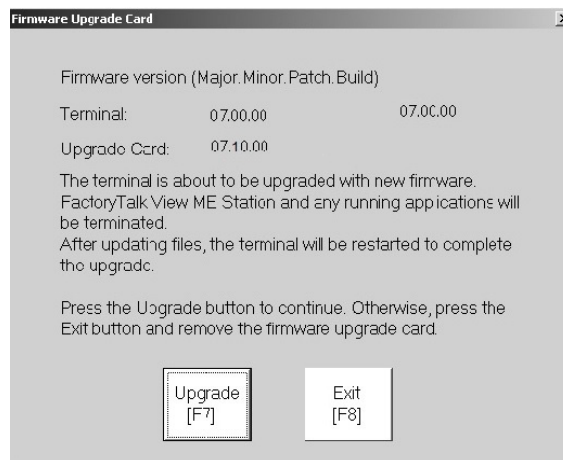 Firmware Upgrade Card
Firmware version (Major.Minor.Patch.Build)
Terminal: 07.00.00 07.00.00
Upgrade Card: 07.10.00
The terminal is about to be upgraded with new firmware.
FactoryTalk View ME Station and any running applications will
be terminated.
After updating files, the terminal will be restarted to complete
the upgrade.
Press the Upgrade button to continue. Otherwise, press the
Exit button and remove the firmware upgrade card.
Upgrade
[F7]
Exit
[F8]